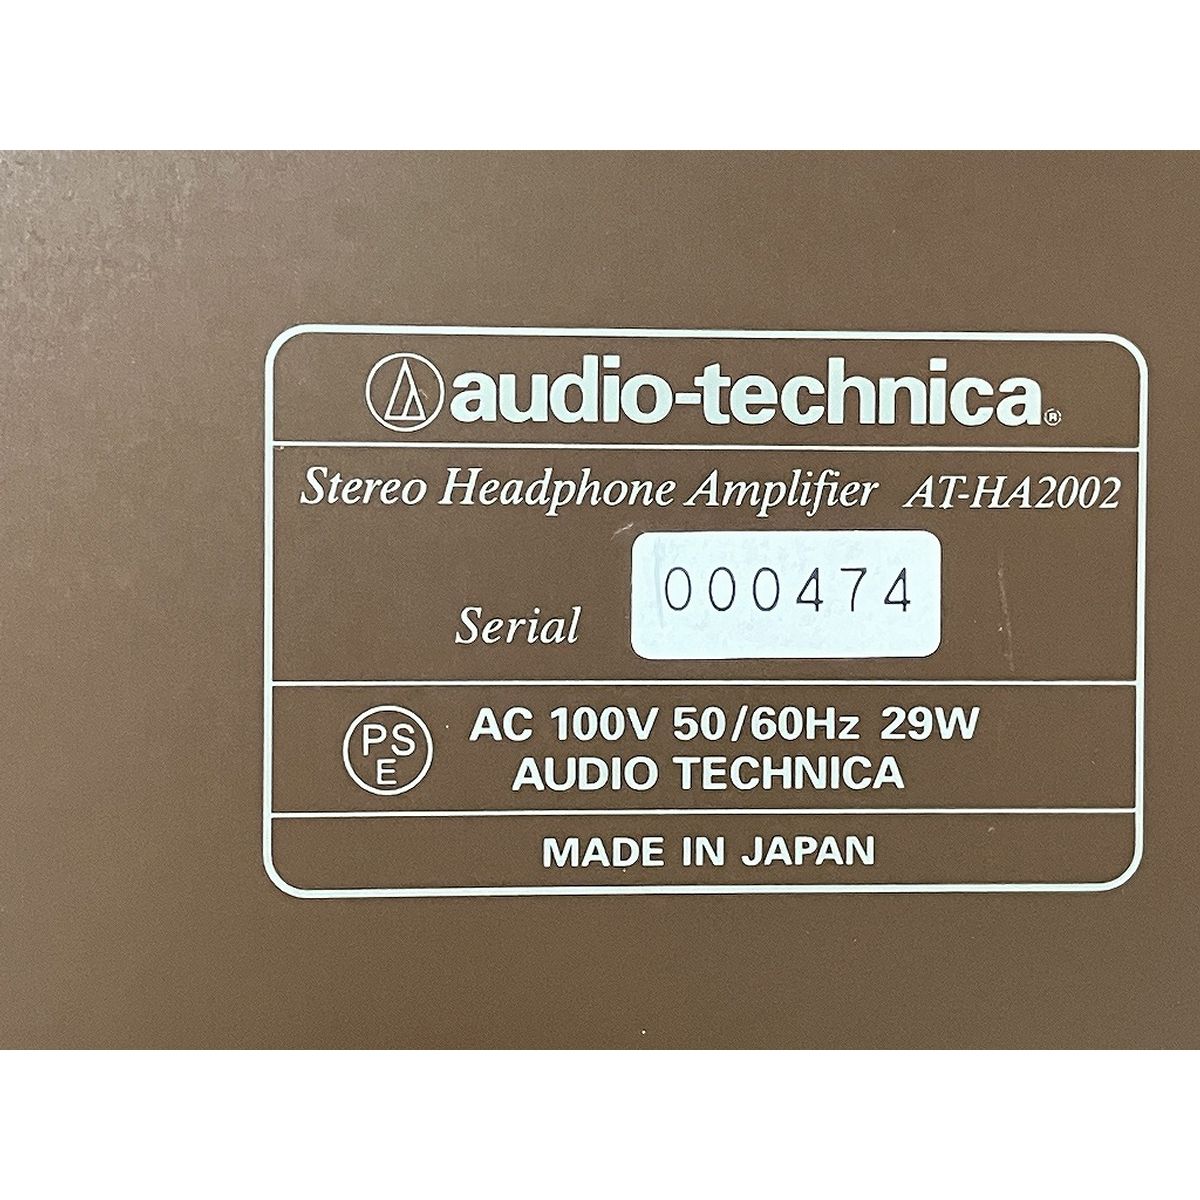 audio-technica®
Stereo Headphone Amplifier AT-HA2002
Serial 000474
PSE AC 100V 50/60Hz 29W
AUDIO TECHNICA
MADE IN JAPAN